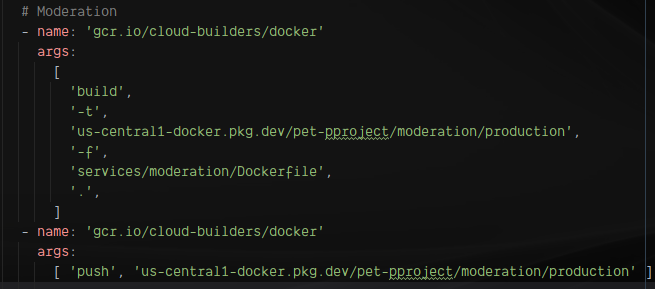 # Moderation
- name: 'gcr.io/cloud-builders/docker'
args:
[
'build',
'-t',
'us-central1-docker.pkg.dev/pet-pproject/moderation/production',
'-f',
'services/moderation/Dockerfile',
'.',
]
- name: 'gcr.io/cloud-builders/docker'
args:
[ 'push', 'us-central1-docker.pkg.dev/pet-pproject/moderation/production' ]